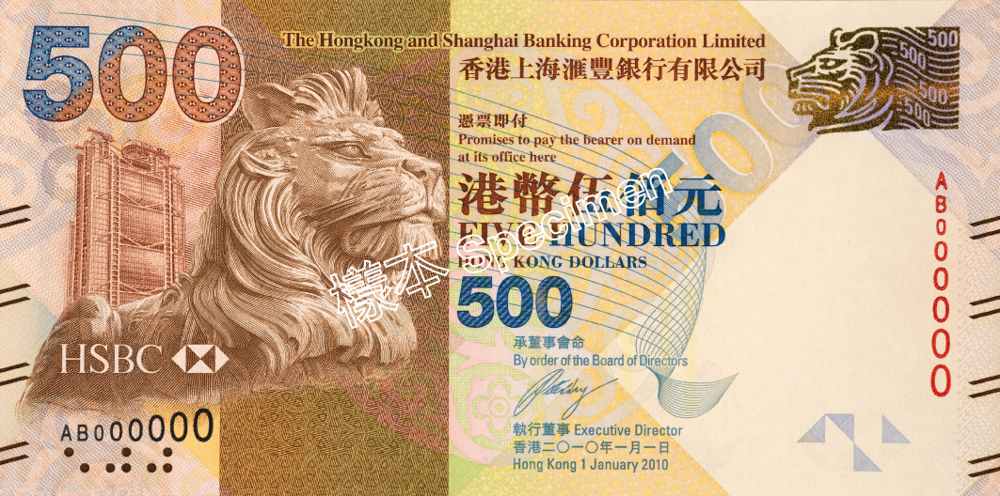 500
The Hongkong and Shanghai Banking Corporation Limited
香港上海滙豐銀行有限公司
500
500
500
500
500
憑票即付
Promises to pay the bearer on demand
at its office here
港幣伍佰元
FIVE HUNDRED
HONG KONG DOLLARS
500
樣本 Specimen
承董事會命
By order of the Board of Directors
執行董事 Executive Director
香港二〇一〇年一月一日
Hong Kong 1 January 2010
HSBC
AB000000
AB000000